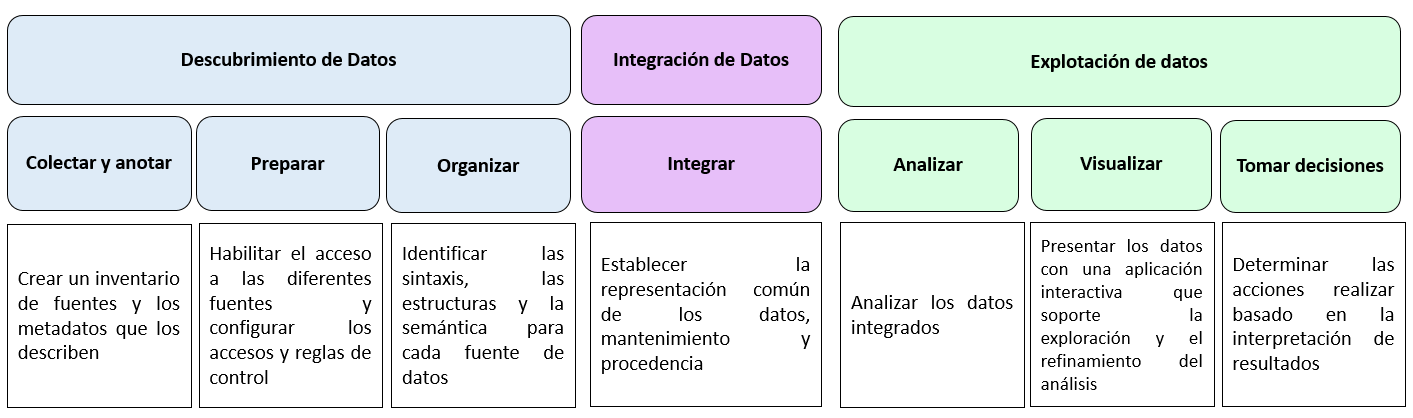 Descubrimiento de Datos
Integración de Datos
Explotación de datos
Colectar y anotar
Preparar
Organizar
Integrar
Analizar
Visualizar
Tomar decisiones
Crear un inventario
de fuentes y los
metadatos que los
describen
Habilitar el acceso
a las diferentes
fuentes y
configurar los
accesos y reglas de
control
Identificar las
sintaxis, las
estructuras y la
semántica para
cada fuente de
datos
Establecer la
representación común
de los datos,
mantenimiento y
procedencia
Analizar los datos
integrados
Presentar los datos
con una aplicación
interactiva que
soporte la
exploración y el
refinamiento del
análisis
Determinar las
acciones realizar
basado en la
interpretación de
resultados